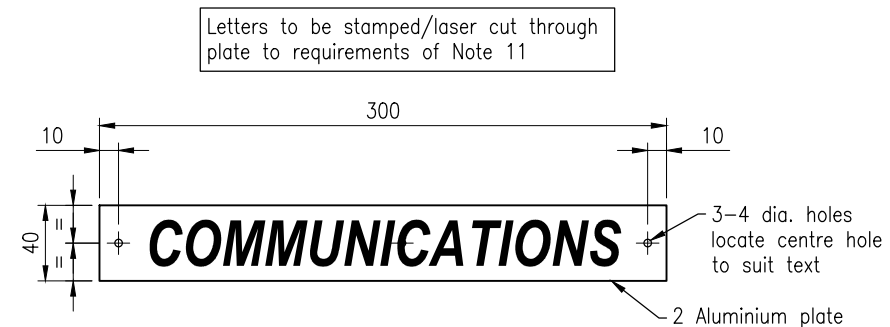 Letters to be stamped/laser cut through
plate to requirements of Note 11
300
10
10
40
=
=
COMMUNICATIONS
3-4 dia. holes
locate centre hole
to suit text
2 Aluminium plate